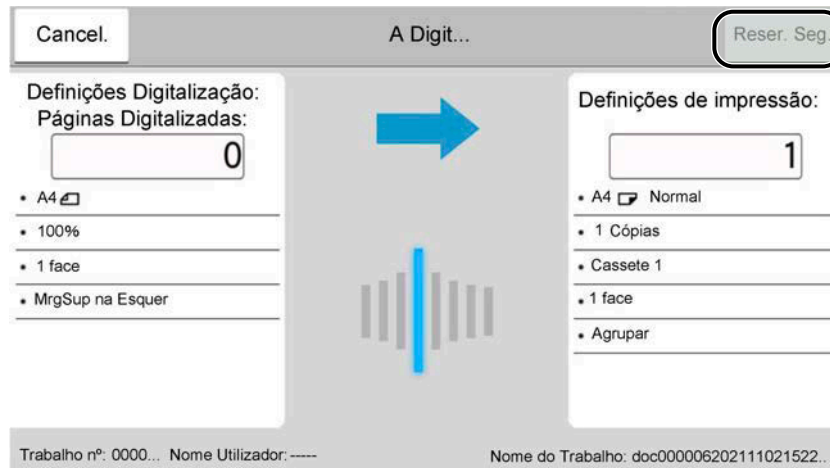 Cancel.
A Digit...
Reser. Seg.
Definições Digitalização:
Páginas Digitalizadas:
0
• A4
• 100%
• 1 face
• MrgSup na Esquer
Definições de impressão:
1
• A4 Normal
• 1 Cópias
• Cassete 1
• 1 face
• Agrupar
Trabalho nº: 0000... Nome Utilizador: -----
Nome do Trabalho: doc000006202111021522..